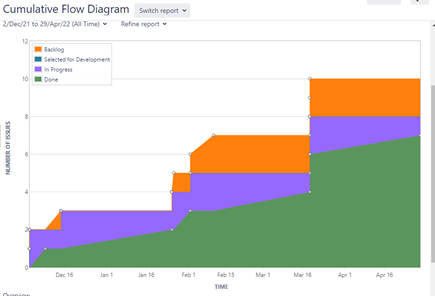 Cumulative Flow Diagram Switch report
2/Dec/21 to 29/Apr/22 (All Time) Refine report
12
Backlog
Selected for Development
In Progress
Done
10
8
6
4
2
0
NUMBER OF ISSUES
Dec 16 Jan 1 Jan 16 Feb 1 Feb 15 Mar 1 Mar 16 Apr 1 Apr 16
TIME
Overview